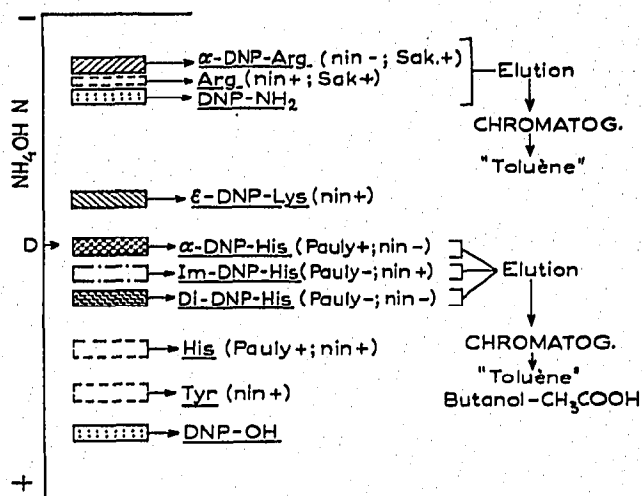 −
α-DNP-Arg (nin -; Sak.+)
Arg (nin+; Sak+)
DNP-NH₂
Elution
CHROMATOG.
"Toluène"
NH₄OH N
ε-DNP-Lys (nin+)
D
α-DNP-His (Pauly+; nin-)
Im-DNP-His (Pauly-; nin+)
Di-DNP-His (Pauly-; nin-)
Elution
His (Pauly+; nin+)
CHROMATOG.
"Toluène"
Butanol-CH₃COOH
Tyr (nin+)
DNP-OH
+